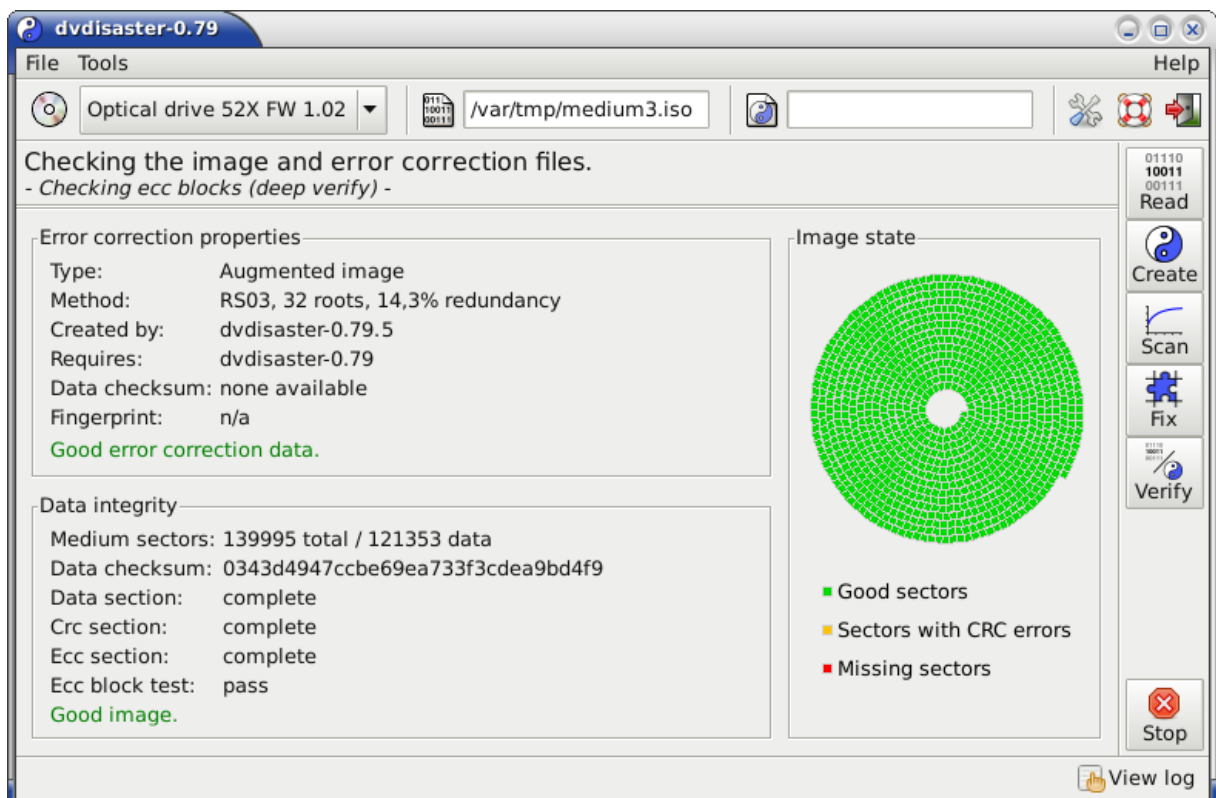 dvdisaster-0.79
File Tools Help
Optical drive 52X FW 1.02 /var/tmp/medium3.iso
Checking the image and error correction files.
- Checking ecc blocks (deep verify) -
Error correction properties
Type: Augmented image
Method: RS03, 32 roots, 14,3% redundancy
Created by: dvdisaster-0.79.5
Requires: dvdisaster-0.79
Data checksum: none available
Fingerprint: n/a
Good error correction data.
Data integrity
Medium sectors: 139995 total / 121353 data
Data checksum: 0343d4947ccbe69ea733f3cdea9bd4f9
Data section: complete
Crc section: complete
Ecc section: complete
Ecc block test: pass
Good image.
Image state
Good sectors
Sectors with CRC errors
Missing sectors
01110
10011
00111
Read
Create
Scan
Fix
Verify
Stop
View log